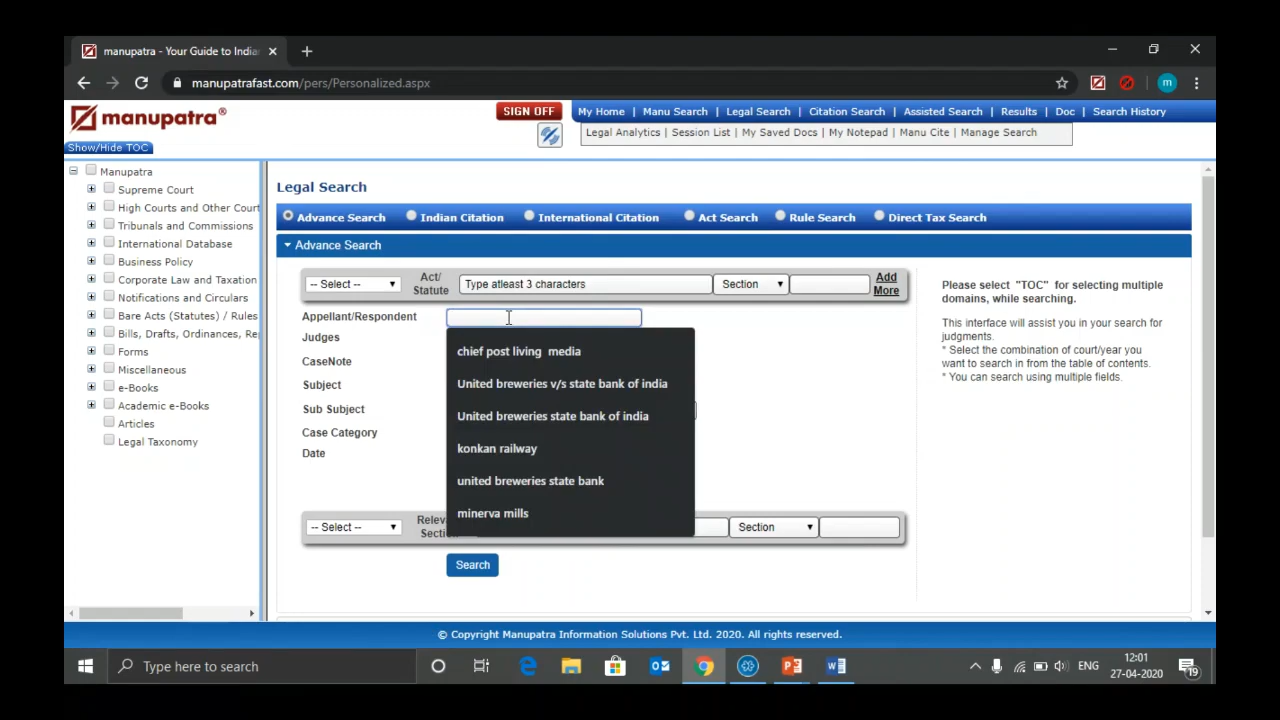 manupatra - Your Guide to India
manupatrafast.com/pers/Personalized.aspx
m
manupatra®
SIGN OFF
My Home | Manu Search | Legal Search | Citation Search | Assisted Search | Results | Doc | Search History
Legal Analytics | Session List | My Saved Docs | My Notepad | Manu Cite | Manage Search
Show/Hide TOC
Manupatra
Supreme Court
High Courts and Other Court
Tribunals and Commissions
International Database
Business Policy
Corporate Law and Taxation
Notifications and Circulars
Bare Acts (Statutes) / Rules
Bills, Drafts, Ordinances, Re
Forms
Miscellaneous
e-Books
Academic e-Books
Articles
Legal Taxonomy
Legal Search
Advance Search
Indian Citation
International Citation
Act Search
Rule Search
Direct Tax Search
Advance Search
-- Select --
Act/
Statute
Type atleast 3 characters
Section
Add
More
Appellant/Respondent
Judges
CaseNote
Subject
Sub Subject
Case Category
Date
chief post living media
United breweries v/s state bank of india
United breweries state bank of india
konkan railway
united breweries state bank
minerva mills
-- Select --
Releva
Sectio
Section
Search
Please select "TOC" for selecting multiple
domains, while searching.
This interface will assist you in your search for
judgments.
* Select the combination of court/year you
want to search in from the table of contents.
* You can search using multiple fields.
© Copyright Manupatra Information Solutions Pvt. Ltd. 2020. All rights reserved.
Type here to search
ENG
12:01
27-04-2020
19